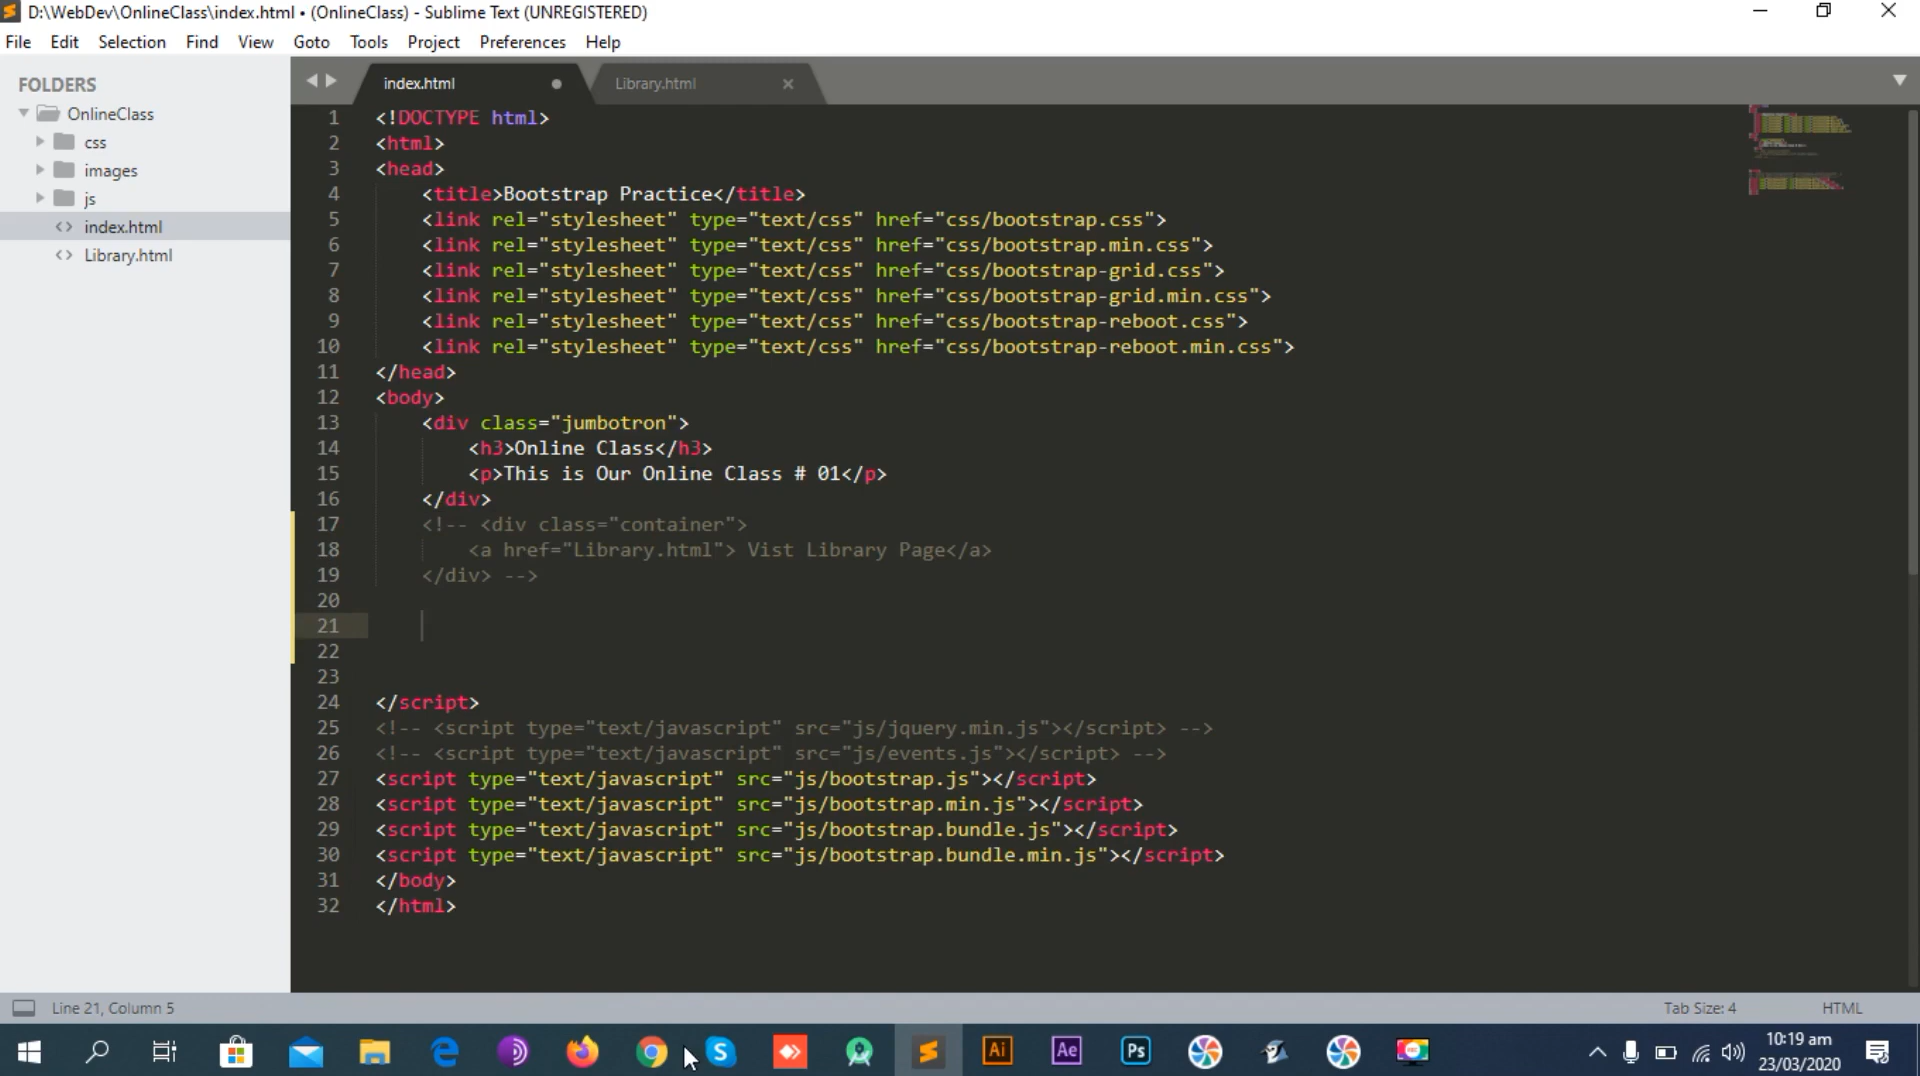 D:\WebDev\OnlineClass\index.html • (OnlineClass) - Sublime Text (UNREGISTERED)
File Edit Selection Find View Goto Tools Project Preferences Help
FOLDERS
OnlineClass
css
images
js
index.html
Library.html
index.html
Library.html
1 <!DOCTYPE html>
2 <html>
3 <head>
4 <title>Bootstrap Practice</title>
5 <link rel="stylesheet" type="text/css" href="css/bootstrap.css">
6 <link rel="stylesheet" type="text/css" href="css/bootstrap.min.css">
7 <link rel="stylesheet" type="text/css" href="css/bootstrap-grid.css">
8 <link rel="stylesheet" type="text/css" href="css/bootstrap-grid.min.css">
9 <link rel="stylesheet" type="text/css" href="css/bootstrap-reboot.css">
10 <link rel="stylesheet" type="text/css" href="css/bootstrap-reboot.min.css">
11 </head>
12 <body>
13 <div class="jumbotron">
14 <h3>Online Class</h3>
15 <p>This is Our Online Class # 01</p>
16 </div>
17 <!-- <div class="container">
18 <a href="Library.html"> Vist Library Page</a>
19 </div> -->
20
21
22
23
24 </script>
25 <!-- <script type="text/javascript" src="js/jquery.min.js"></script> -->
26 <!-- <script type="text/javascript" src="js/events.js"></script> -->
27 <script type="text/javascript" src="js/bootstrap.js"></script>
28 <script type="text/javascript" src="js/bootstrap.min.js"></script>
29 <script type="text/javascript" src="js/bootstrap.bundle.js"></script>
30 <script type="text/javascript" src="js/bootstrap.bundle.min.js"></script>
31 </body>
32 </html>
Line 21, Column 5
Tab Size: 4
HTML
Ai
Ae
Ps
10:19 am
23/03/2020